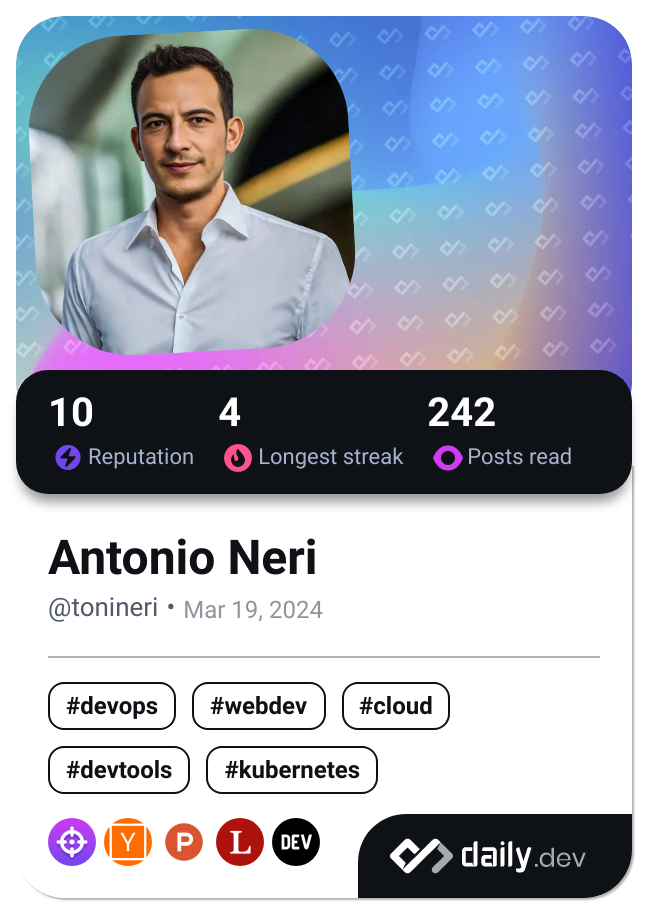 10 4 242
Reputation Longest streak Posts read
Antonio Neri
@tonineri • Mar 19, 2024
#devops #webdev #cloud
#devtools #kubernetes
Y P L DEV
daily.dev